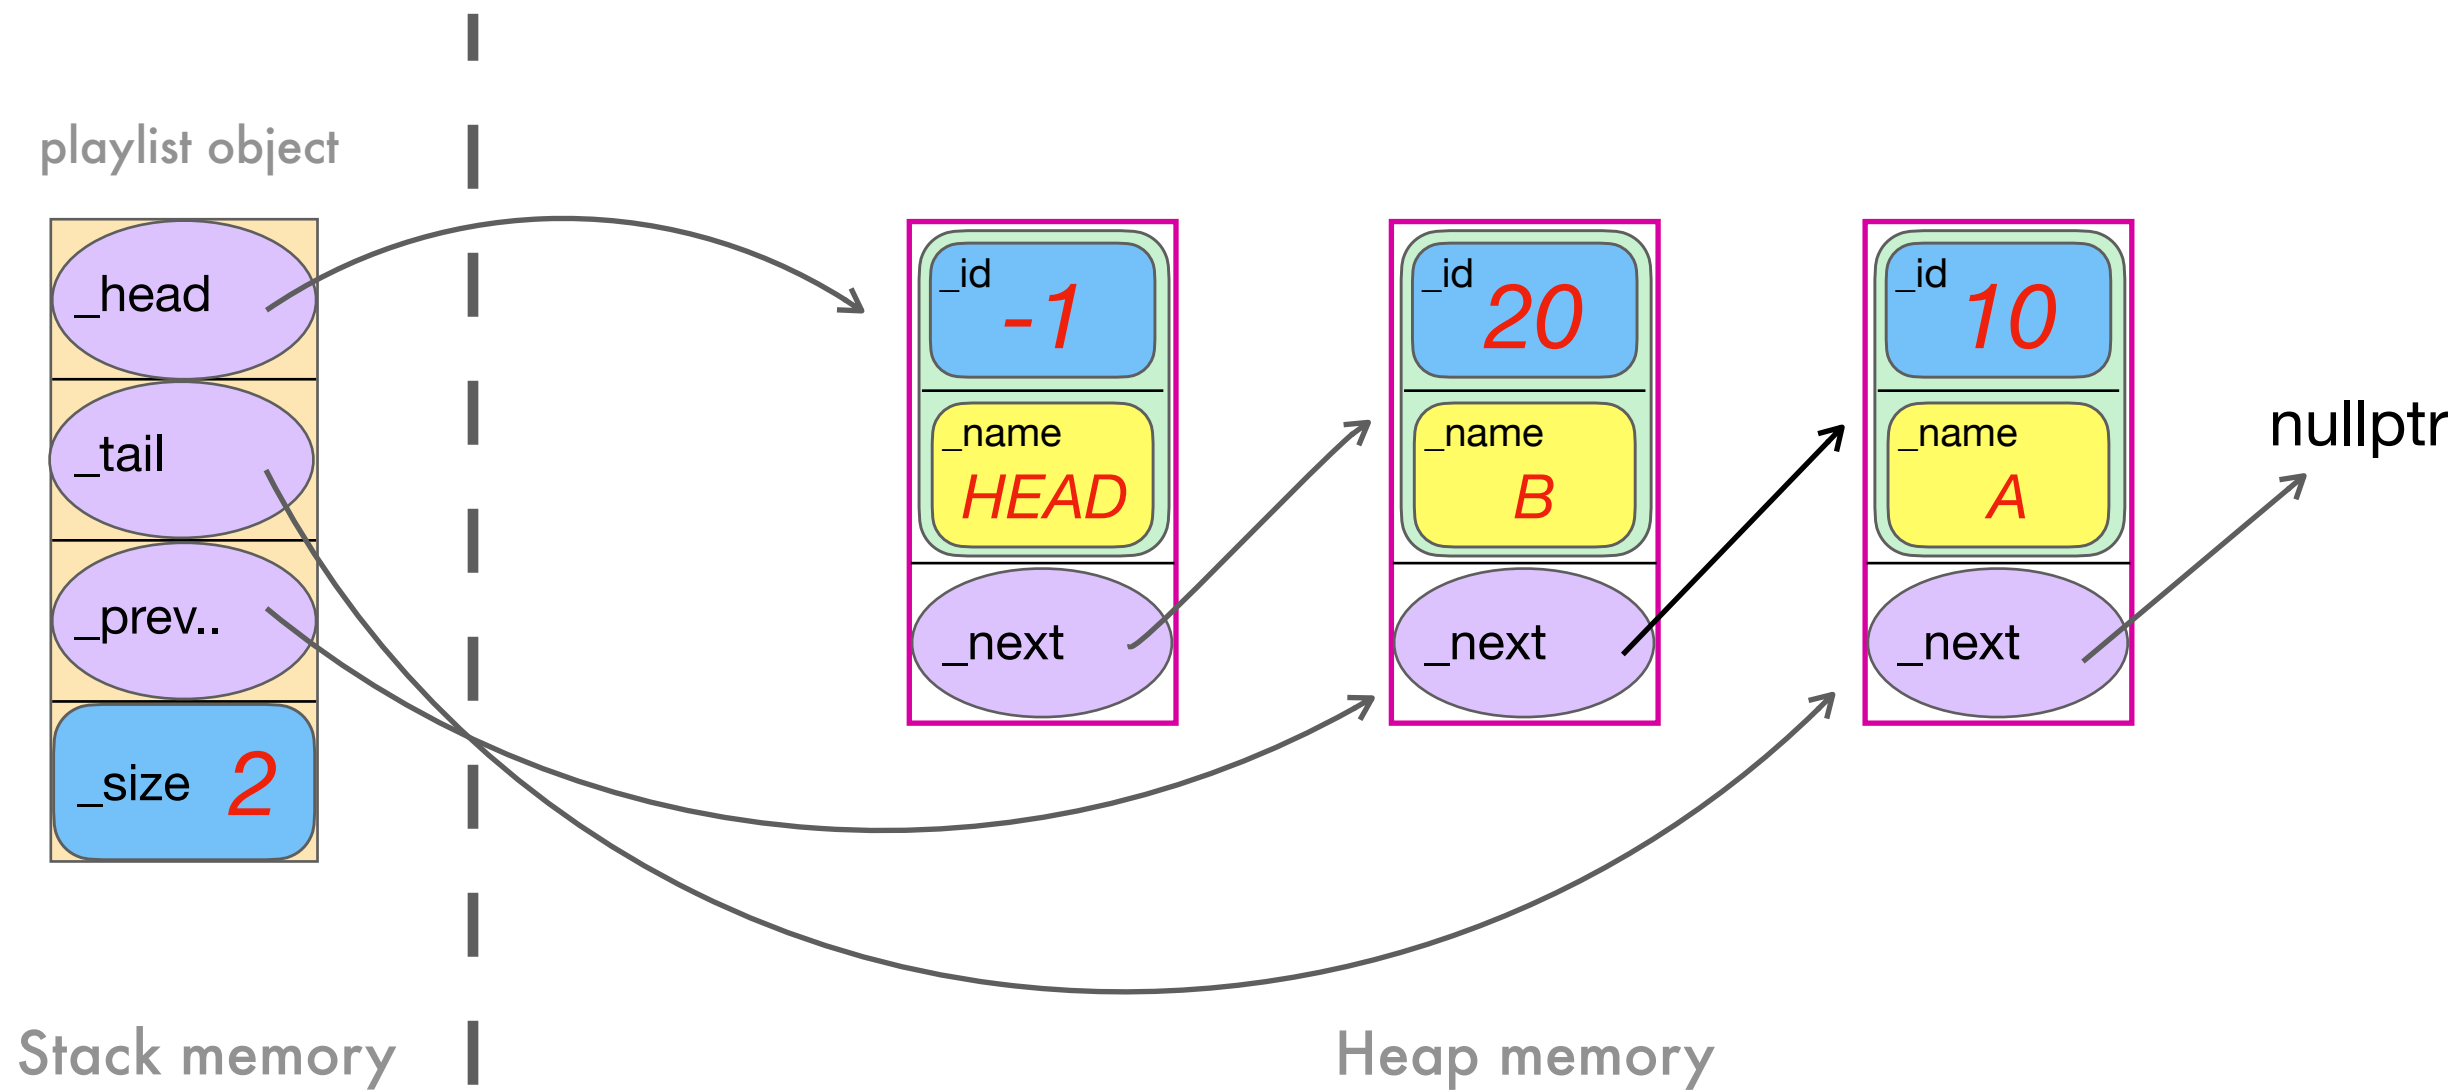 playlist object
_head
_tail
_prev..
_size 2
_id
-1
_name
HEAD
_next
_id
20
_name
B
_next
_id
10
_name
A
_next
nullptr
Stack memory
Heap memory